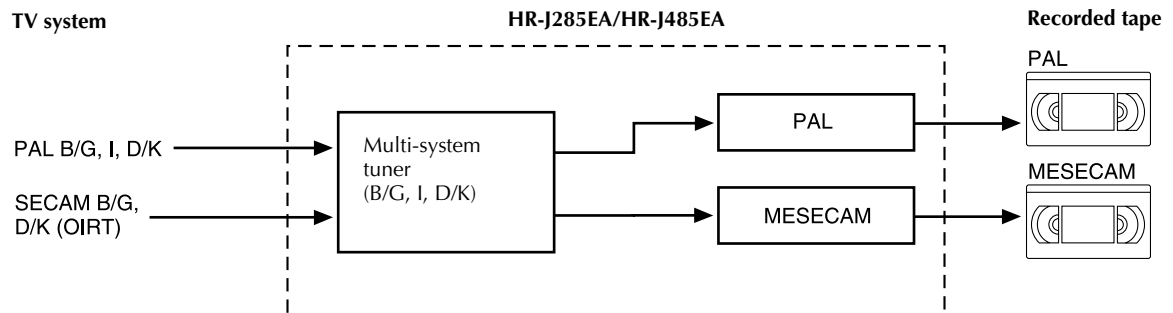 TV system
HR-J285EA/HR-J485EA
Recorded tape
PAL
PAL B/G, I, D/K
Multi-system
tuner
(B/G, I, D/K)
PAL
SECAM B/G,
D/K (OIRT)
MESECAM
MESECAM